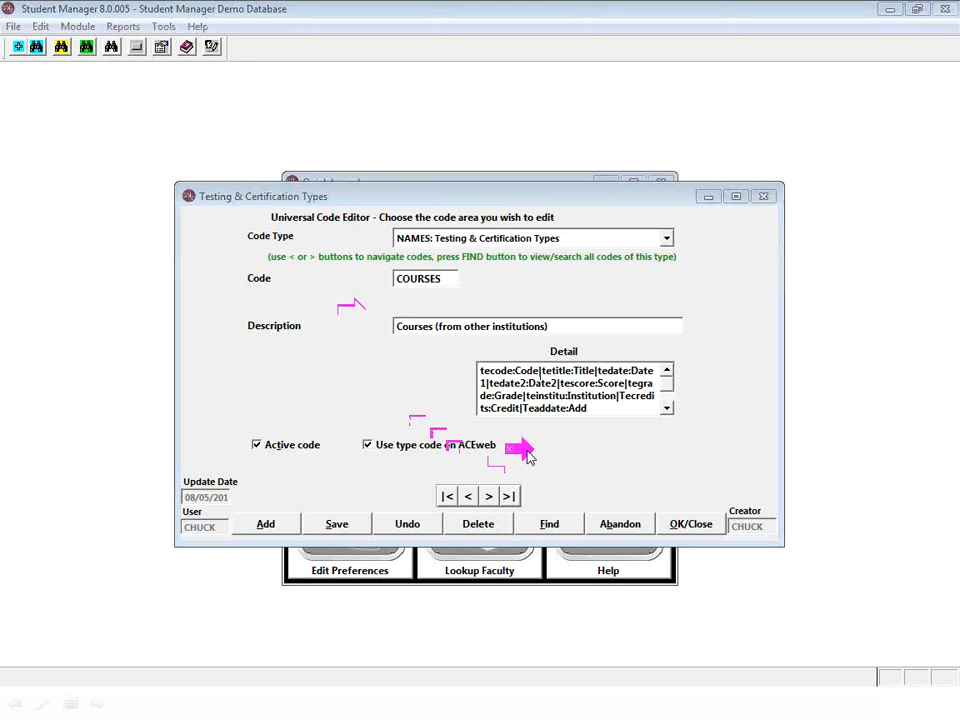 Student Manager 8.0.005 - Student Manager Demo Database
File Edit Module Reports Tools Help
Testing & Certification Types
Universal Code Editor - Choose the code area you wish to edit
Code Type
NAMES: Testing & Certification Types
(use < or > buttons to navigate codes, press FIND button to view/search all codes of this type)
Code
COURSES
Description
Courses (from other institutions)
Detail
tecode:Code|tetitle:Title|tedate:Date
1|tedate2:Date2|tescore:Score|tegra
de:Grade|teinstitu:Institution|Tecredi
ts:Credit|Teaddate:Add
Active code
Use type code on ACEweb
|< < > >|
Update Date
08/05/201
User
CHUCK
Add Save Undo Delete Find Abandon OK/Close
Creator
CHUCK
Edit Preferences Lookup Faculty Help